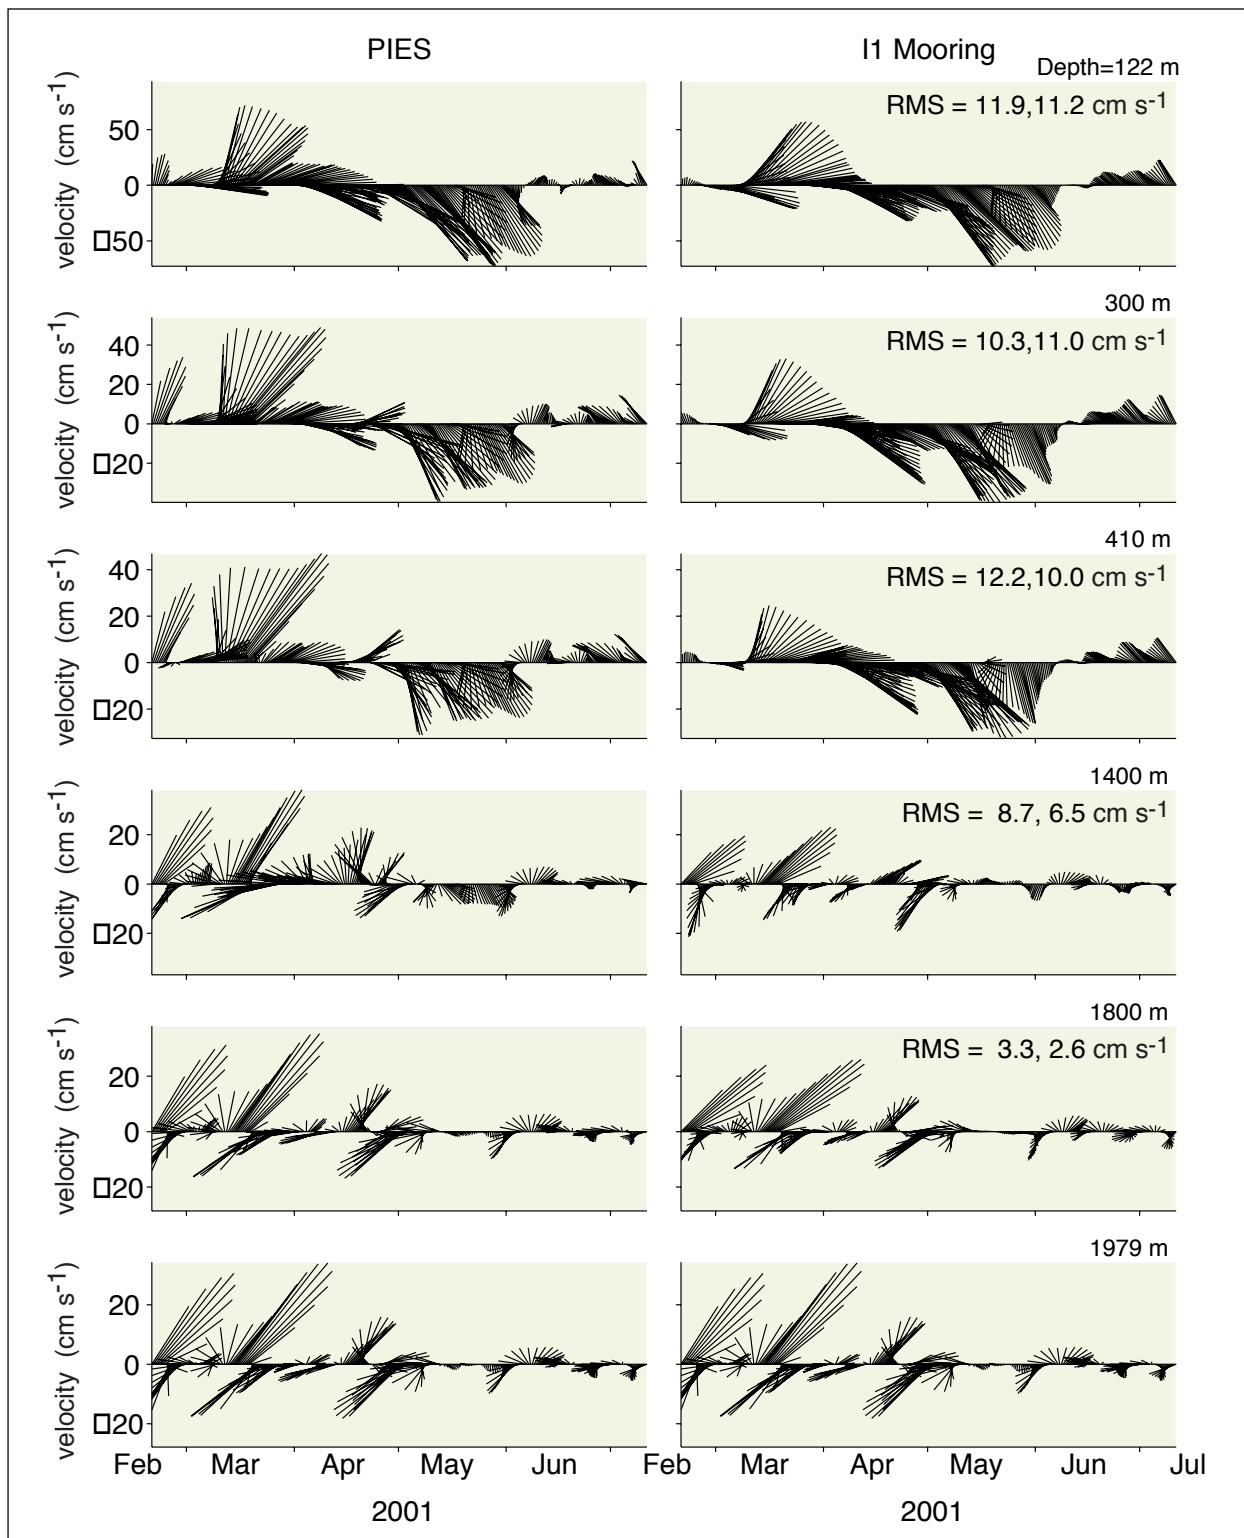 PIES
I1 Mooring
Depth=122 m
velocity (cm s-1)
50
0
□50
RMS = 11.9,11.2 cm s-1
300 m
velocity (cm s-1)
40
20
0
□20
RMS = 10.3,11.0 cm s-1
410 m
velocity (cm s-1)
40
20
0
□20
RMS = 12.2,10.0 cm s-1
1400 m
velocity (cm s-1)
20
0
□20
RMS = 8.7, 6.5 cm s-1
1800 m
velocity (cm s-1)
20
0
□20
RMS = 3.3, 2.6 cm s-1
1979 m
velocity (cm s-1)
20
0
□20
Feb Mar Apr May Jun
Feb Mar Apr May Jun Jul
2001
2001